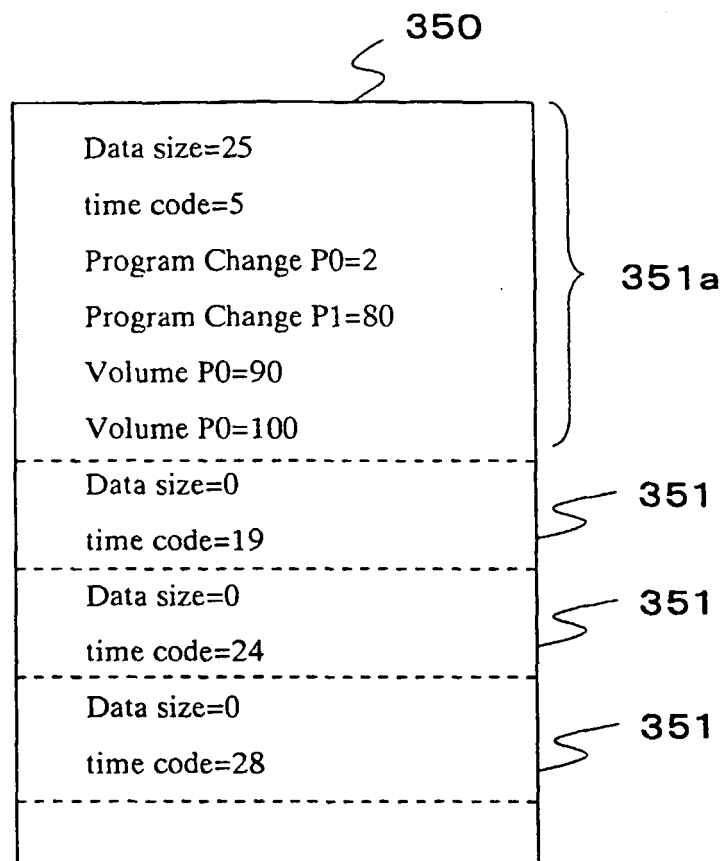 350
Data size=25
time code=5
Program Change P0=2
Program Change P1=80
351a
Volume P0=90
Volume P0=100
Data size=0
351
time code=19
Data size=0
351
time code=24
Data size=0
351
time code=28